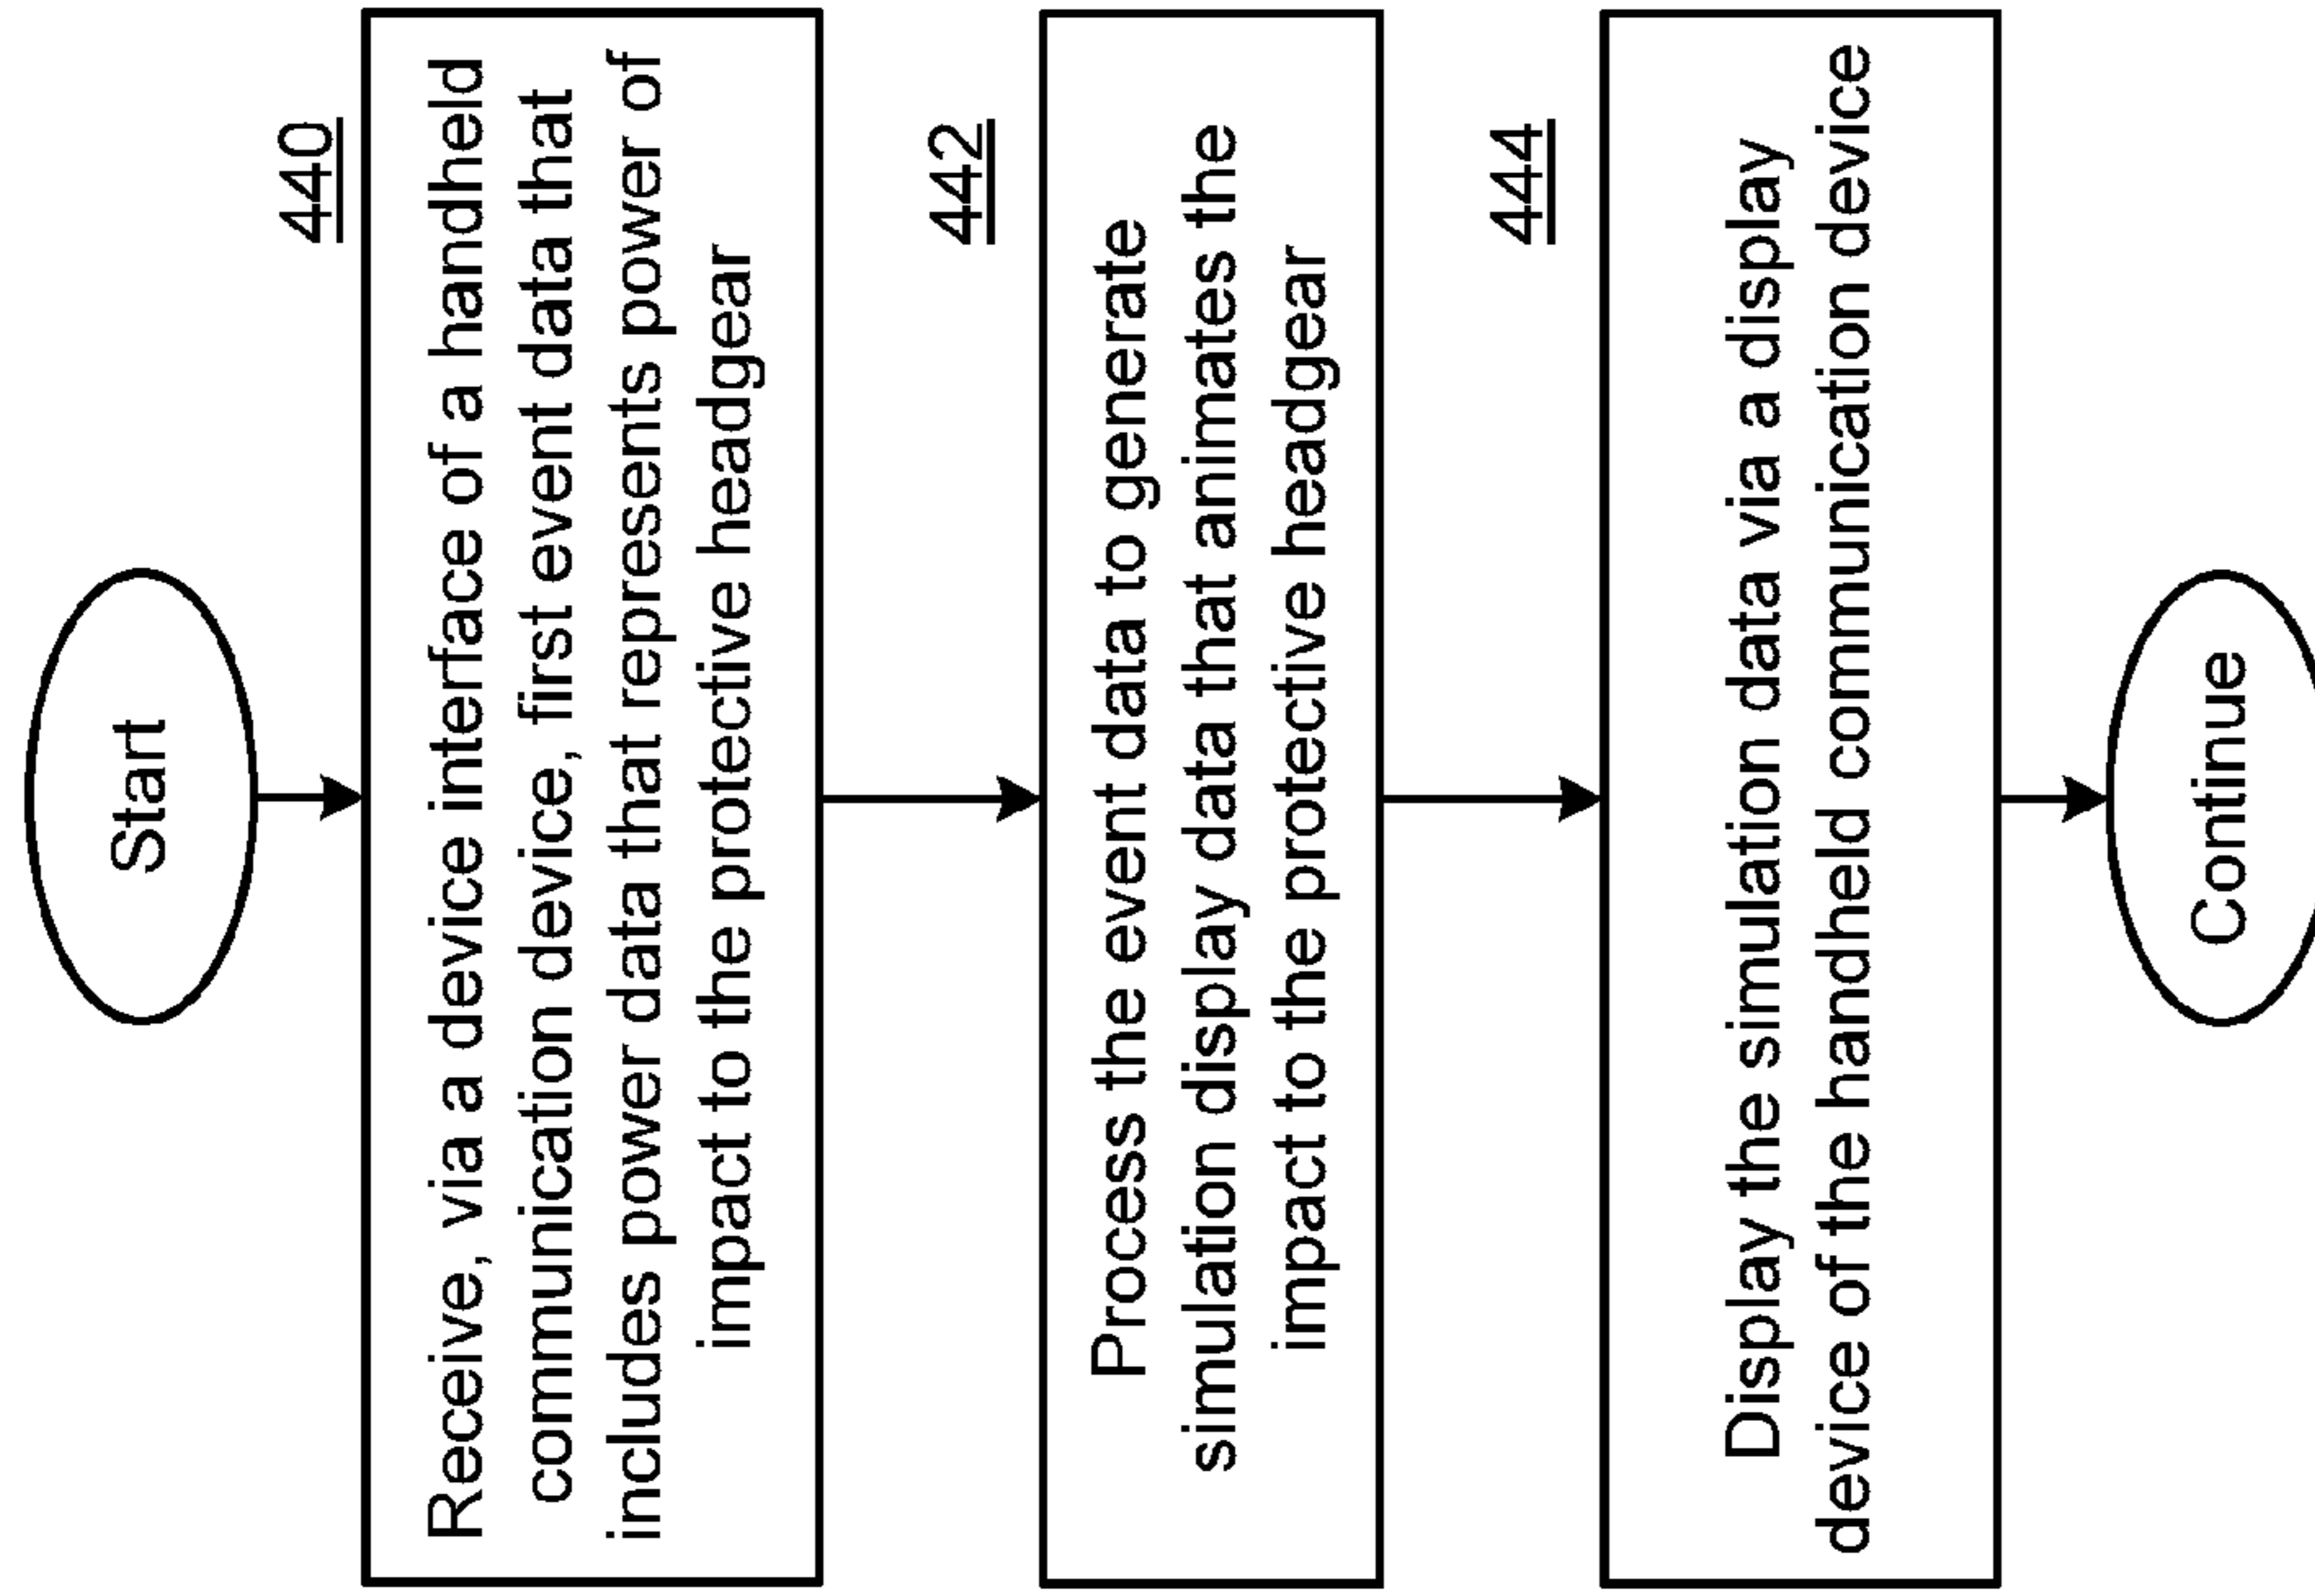 Start
440
Receive, via a device interface of a handheld
communication device, first event data that
includes power data that represents power of
impact to the protective headgear
442
Process the event data to generate
simulation display data that animates the
impact to the protective headgear
444
Display the simulation data via a display
device of the handheld communication device
Continue